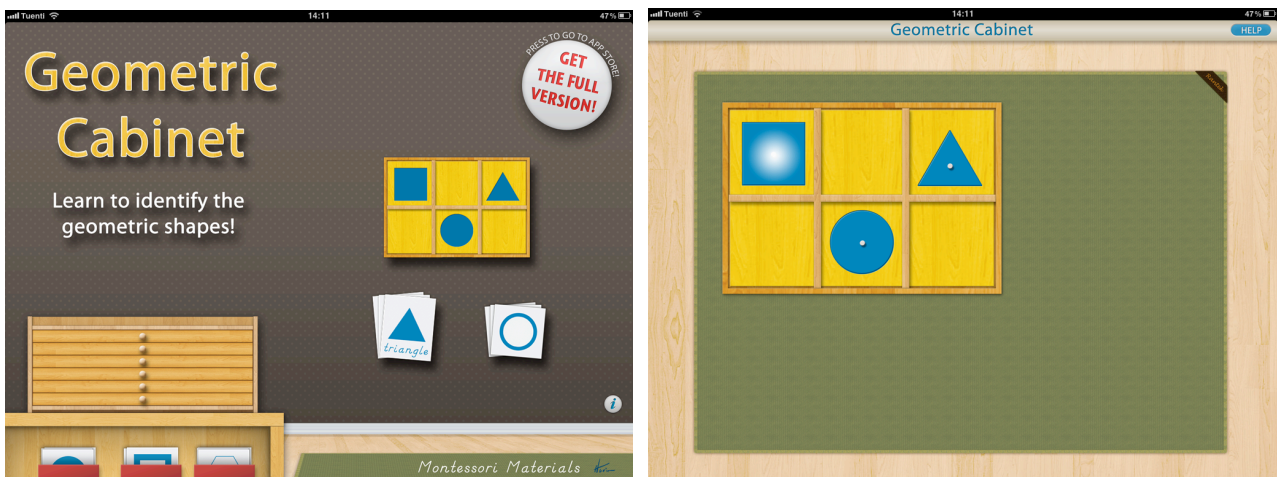 Tuenti 14:11 47%
Geometric
Cabinet
PRESS TO GO TO APP STORE!
GET
THE FULL
VERSION!
Learn to identify the
geometric shapes!
triangle
i
Montessori Materials
Tuenti 14:11 47%
Geometric Cabinet
HELP